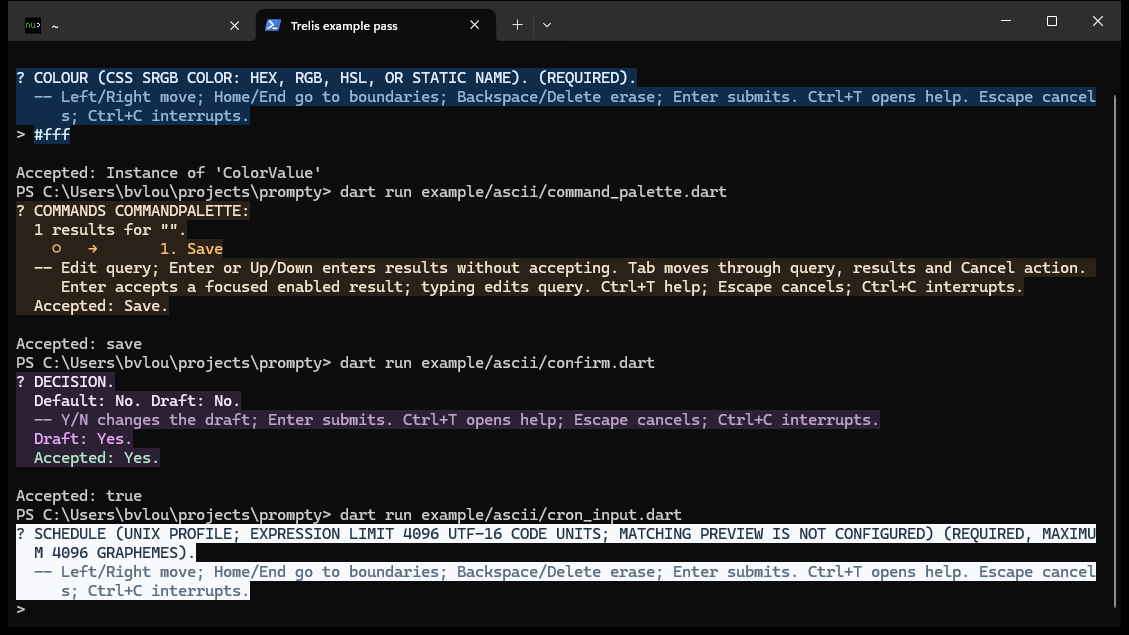 nu> ~
Trelis example pass
? COLOUR (CSS SRGB COLOR: HEX, RGB, HSL, OR STATIC NAME). (REQUIRED).
-- Left/Right move; Home/End go to boundaries; Backspace/Delete erase; Enter submits. Ctrl+T opens help. Escape cancel
s; Ctrl+C interrupts.
> #fff
Accepted: Instance of 'ColorValue'
PS C:\Users\bvlou\projects\prompty> dart run example/ascii/command_palette.dart
? COMMANDS COMMANDPALETTE:
1 results for "".
○ → 1. Save
-- Edit query; Enter or Up/Down enters results without accepting. Tab moves through query, results and Cancel action.
Enter accepts a focused enabled result; typing edits query. Ctrl+T help; Escape cancels; Ctrl+C interrupts.
Accepted: Save.
Accepted: save
PS C:\Users\bvlou\projects\prompty> dart run example/ascii/confirm.dart
? DECISION.
Default: No. Draft: No.
-- Y/N changes the draft; Enter submits. Ctrl+T opens help; Escape cancels; Ctrl+C interrupts.
Draft: Yes.
Accepted: Yes.
Accepted: true
PS C:\Users\bvlou\projects\prompty> dart run example/ascii/cron_input.dart
? SCHEDULE (UNIX PROFILE; EXPRESSION LIMIT 4096 UTF-16 CODE UNITS; MATCHING PREVIEW IS NOT CONFIGURED) (REQUIRED, MAXIMU
M 4096 GRAPHEMES).
-- Left/Right move; Home/End go to boundaries; Backspace/Delete erase; Enter submits. Ctrl+T opens help. Escape cancel
s; Ctrl+C interrupts.
>